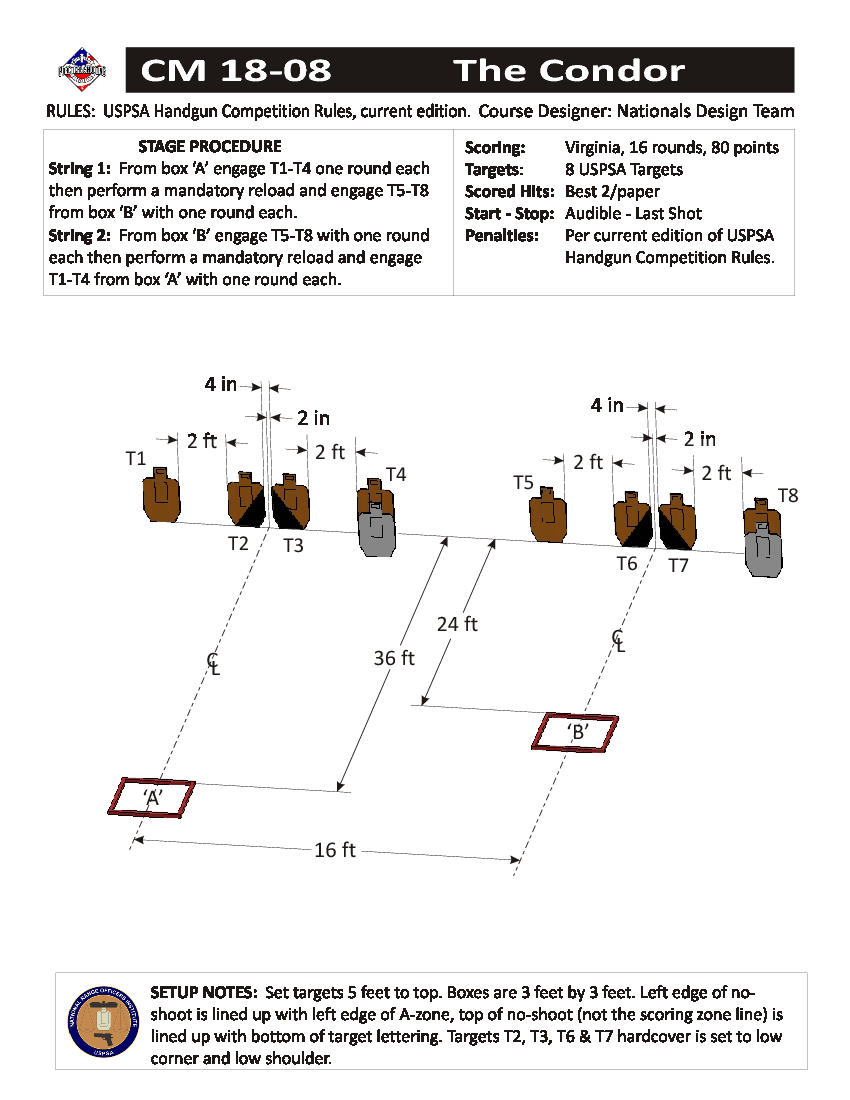 CM 18-08 The Condor
RULES: USPSA Handgun Competition Rules, current edition. Course Designer: Nationals Design Team
STAGE PROCEDURE
String 1: From box ‘A’ engage T1-T4 one round each
then perform a mandatory reload and engage T5-T8
from box ‘B’ with one round each.
String 2: From box ‘B’ engage T5-T8 with one round
each then perform a mandatory reload and engage
T1-T4 from box ‘A’ with one round each.
Scoring: Virginia, 16 rounds, 80 points
Targets: 8 USPSA Targets
Scored Hits: Best 2/paper
Start - Stop: Audible - Last Shot
Penalties: Per current edition of USPSA
Handgun Competition Rules.
4 in
2 in
2 ft
2 ft
T1
T4
T2
T3
4 in
2 in
2 ft
2 ft
T5
T8
T6
T7
24 ft
36 ft
CL
CL
‘B’
‘A’
16 ft
NATIONAL RANGE OFFICERS INSTITUTE
USPSA
SETUP NOTES: Set targets 5 feet to top. Boxes are 3 feet by 3 feet. Left edge of no-
shoot is lined up with left edge of A-zone, top of no-shoot (not the scoring zone line) is
lined up with bottom of target lettering. Targets T2, T3, T6 & T7 hardcover is set to low
corner and low shoulder.